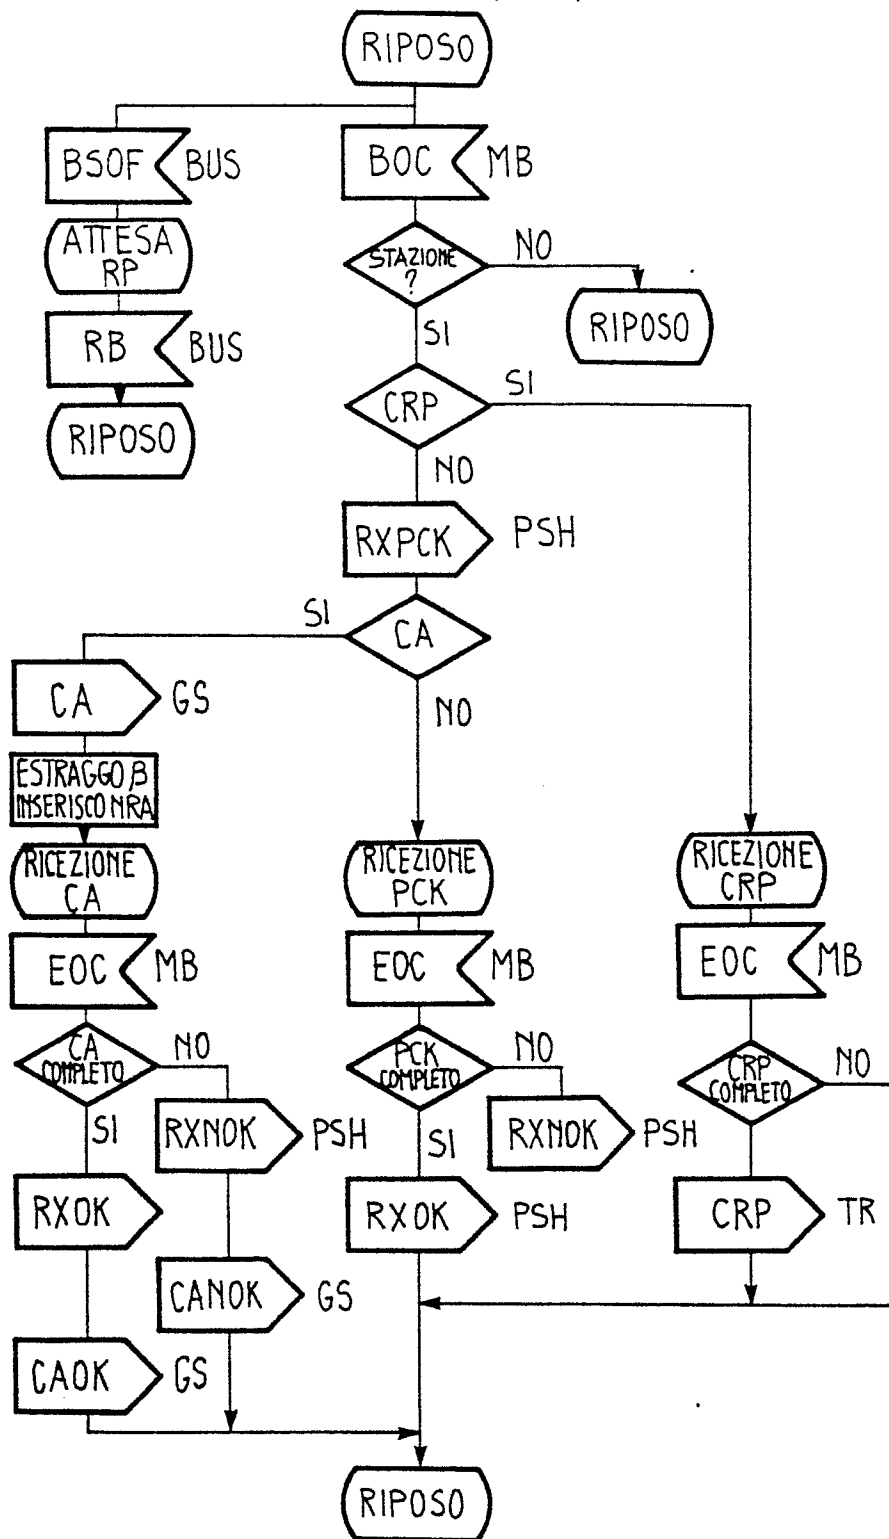 RIPOSO
BSOF BUS
BOC MB
ATTESA
RP
STAZIONE
?
NO
RB BUS
SI
RIPOSO
RIPOSO
CRP
SI
NO
RXPCK PSH
SI
CA
CA GS
NO
ESTRAGGO β
INSERISCO NRA
RICEZIONE
CA
RICEZIONE
PCK
RICEZIONE
CRP
EOC MB
EOC MB
EOC MB
CA
COMPLETO
NO
PCK
COMPLETO
NO
CRP
COMPLETO
NO
SI
RXNOK PSH
SI
RXNOK PSH
RXOK
RXOK PSH
CRP TR
CANOK GS
CAOK GS
RIPOSO